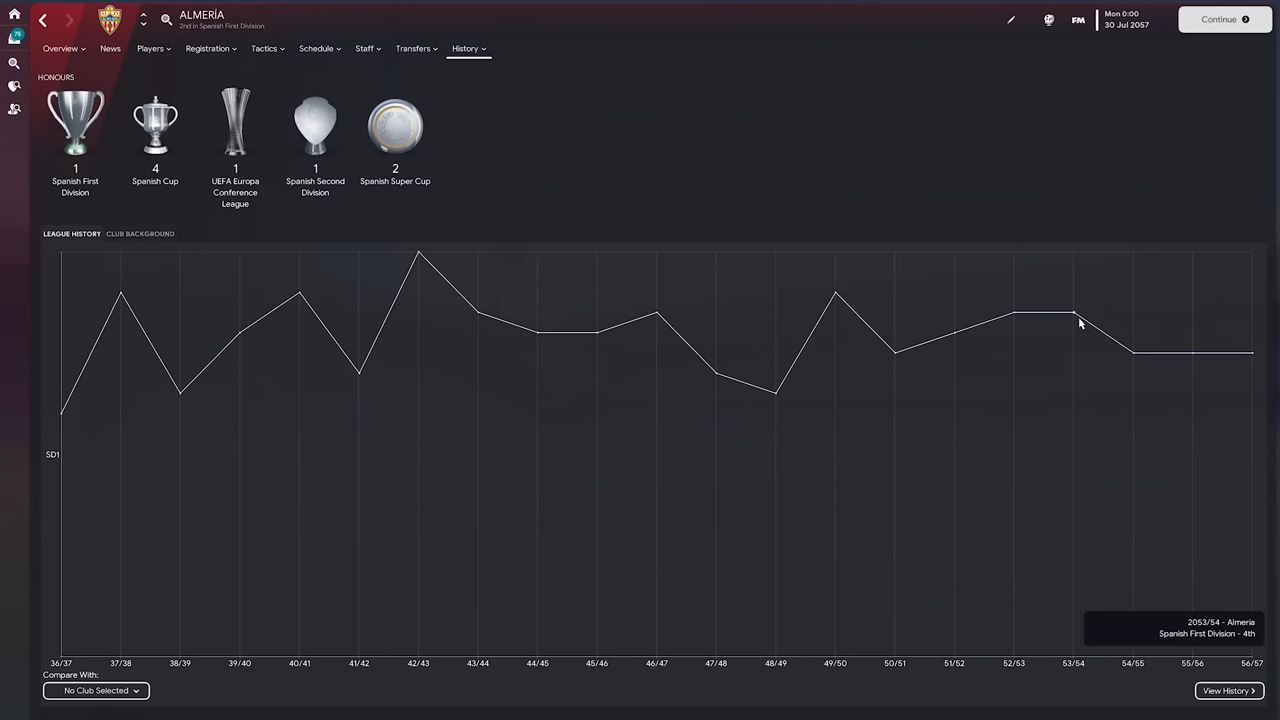 ALMERÍA
2nd in Spanish First Division
75
FM
Mon 0:00
30 Jul 2057
Continue
Overview
News
Players
Registration
Tactics
Schedule
Staff
Transfers
History
HONOURS
1
Spanish First
Division
4
Spanish Cup
1
UEFA Europa
Conference
League
1
Spanish Second
Division
2
Spanish Super Cup
LEAGUE HISTORY
CLUB BACKGROUND
SD1
2053/54 - Almería
Spanish First Division - 4th
36/37 37/38 38/39 39/40 40/41 41/42 42/43 43/44 44/45 45/46 46/47 47/48 48/49 49/50 50/51 51/52 52/53 53/54 54/55 55/56 56/57
Compare With:
No Club Selected
View History